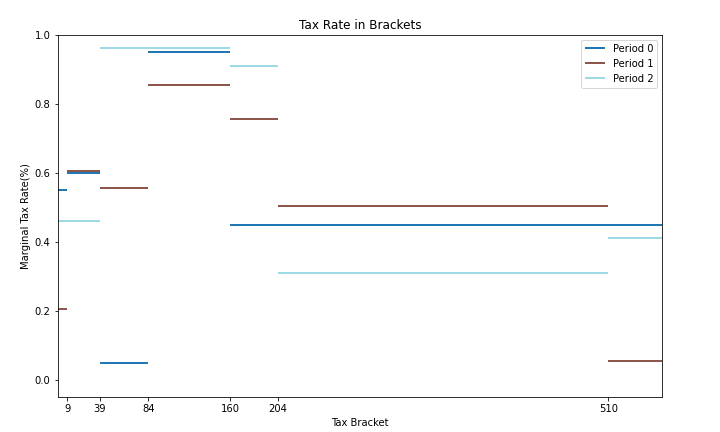 Tax Rate in Brackets
Period 0
Period 1
Period 2
Marginal Tax Rate(%)
1.0
0.8
0.6
0.4
0.2
0.0
9 39 84 160 204 510
Tax Bracket